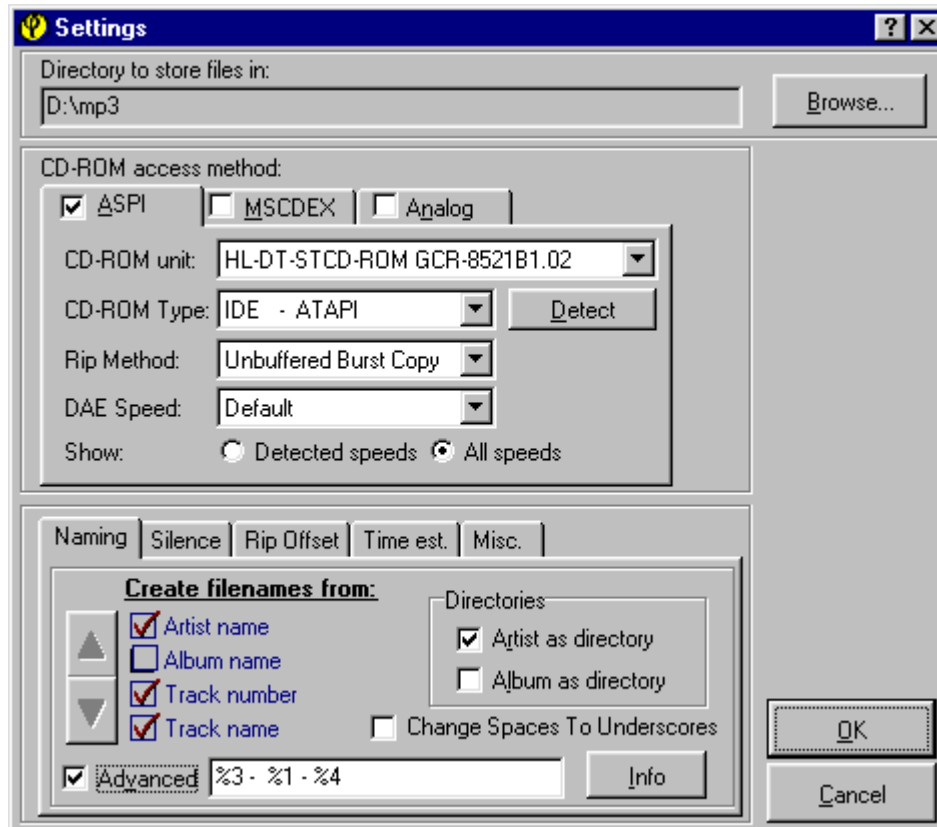 Settings
Directory to store files in:
D:\mp3
Browse...
CD-ROM access method:
ASPI MSCDEX Analog
CD-ROM unit: HL-DT-STCD-ROM GCR-8521B1.02
CD-ROM Type: IDE - ATAPI Detect
Rip Method: Unbuffered Burst Copy
DAE Speed: Default
Show: Detected speeds All speeds
Naming Silence Rip Offset Time est. Misc.
Create filenames from:
Artist name
Album name
Track number
Track name
Directories
Artist as directory
Album as directory
Change Spaces To Underscores
Advanced %3 - %1 - %4 Info
OK
Cancel